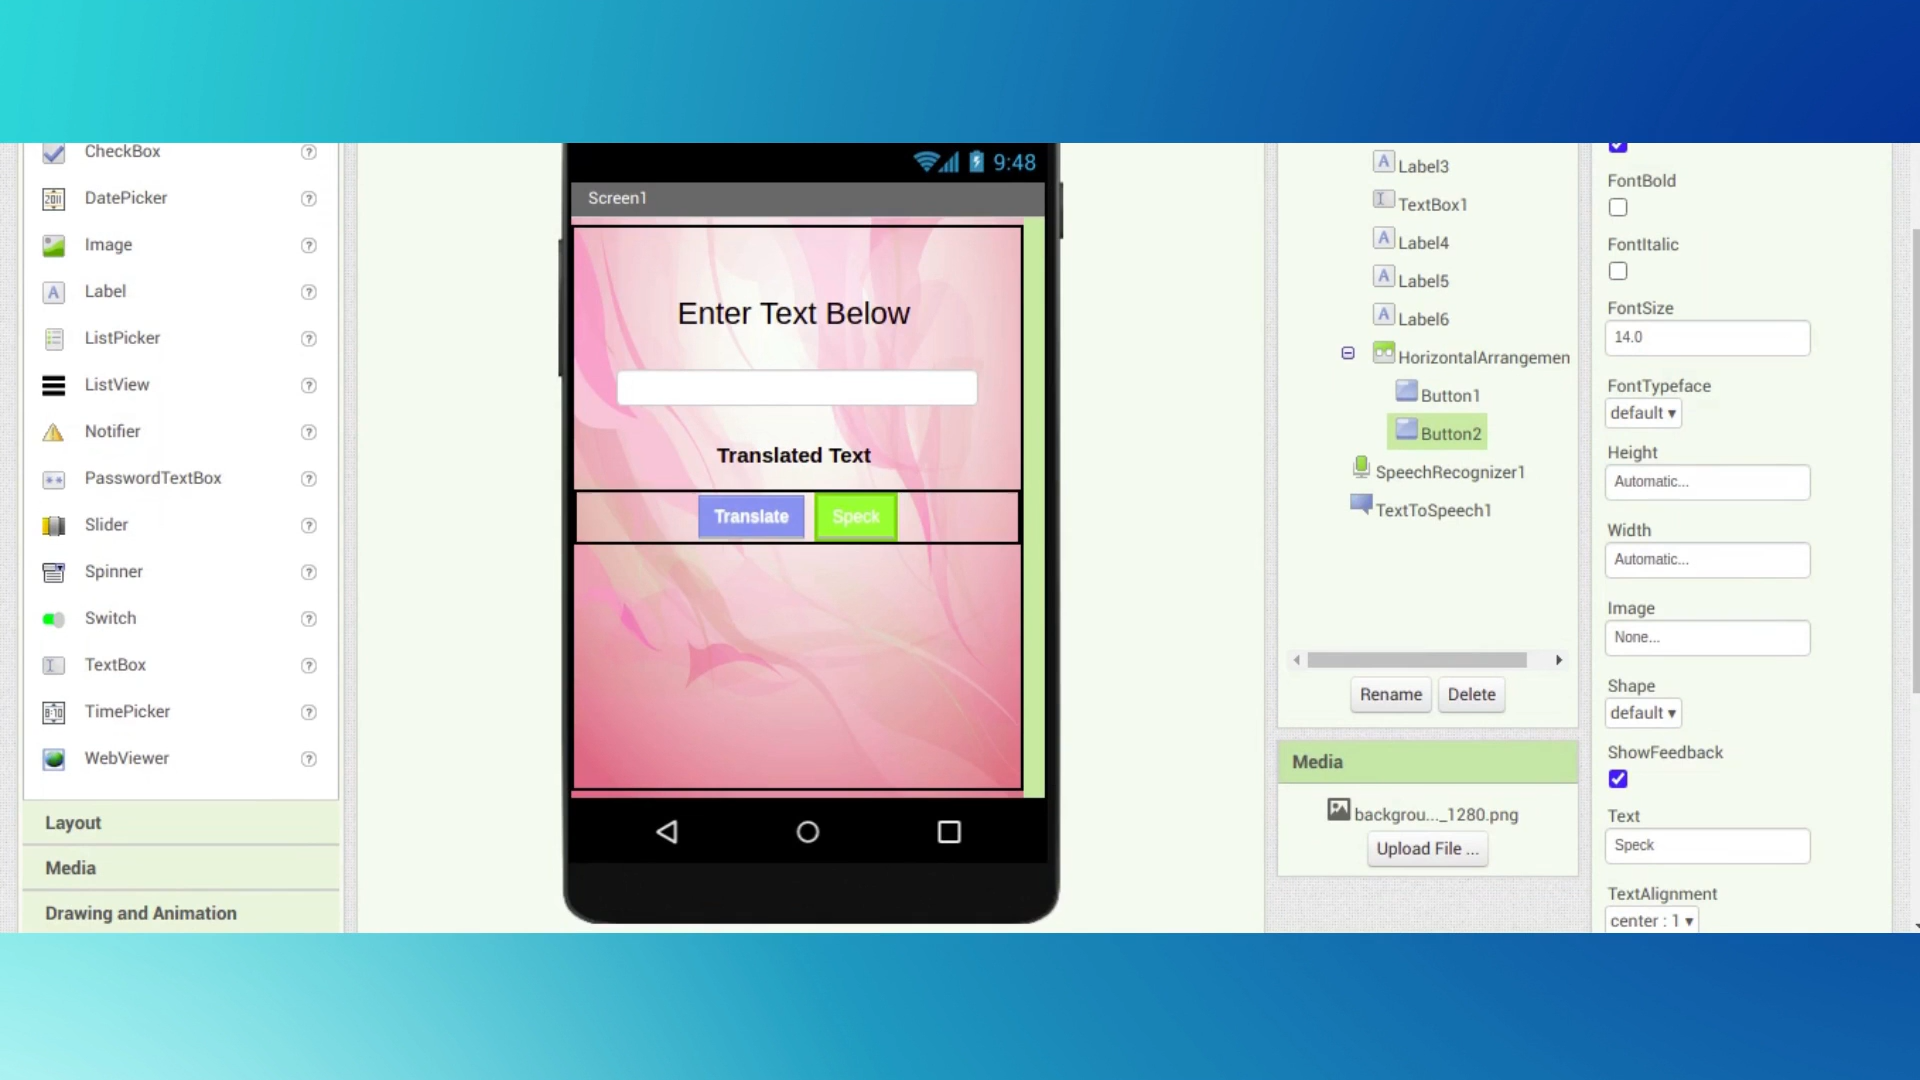 CheckBox
DatePicker
Image
Label
ListPicker
ListView
Notifier
PasswordTextBox
Slider
Spinner
Switch
TextBox
TimePicker
WebViewer
Layout
Media
Drawing and Animation
9:48
Screen1
Enter Text Below
Translated Text
Translate
Speck
Label3
TextBox1
Label4
Label5
Label6
HorizontalArrangemen
Button1
Button2
SpeechRecognizer1
TextToSpeech1
Rename
Delete
Media
backgrou..._1280.png
Upload File ...
FontBold
FontItalic
FontSize
14.0
FontTypeface
default
Height
Automatic...
Width
Automatic...
Image
None...
Shape
default
ShowFeedback
Text
Speck
TextAlignment
center : 1